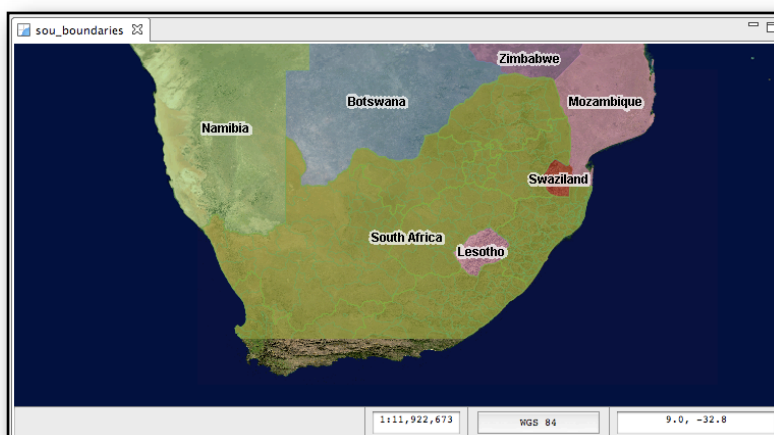 sou_boundaries
Zimbabwe
Botswana
Mozambique
Namibia
Swaziland
South Africa
Lesotho
1:11,922,673
WGS 84
9.0, -32.8